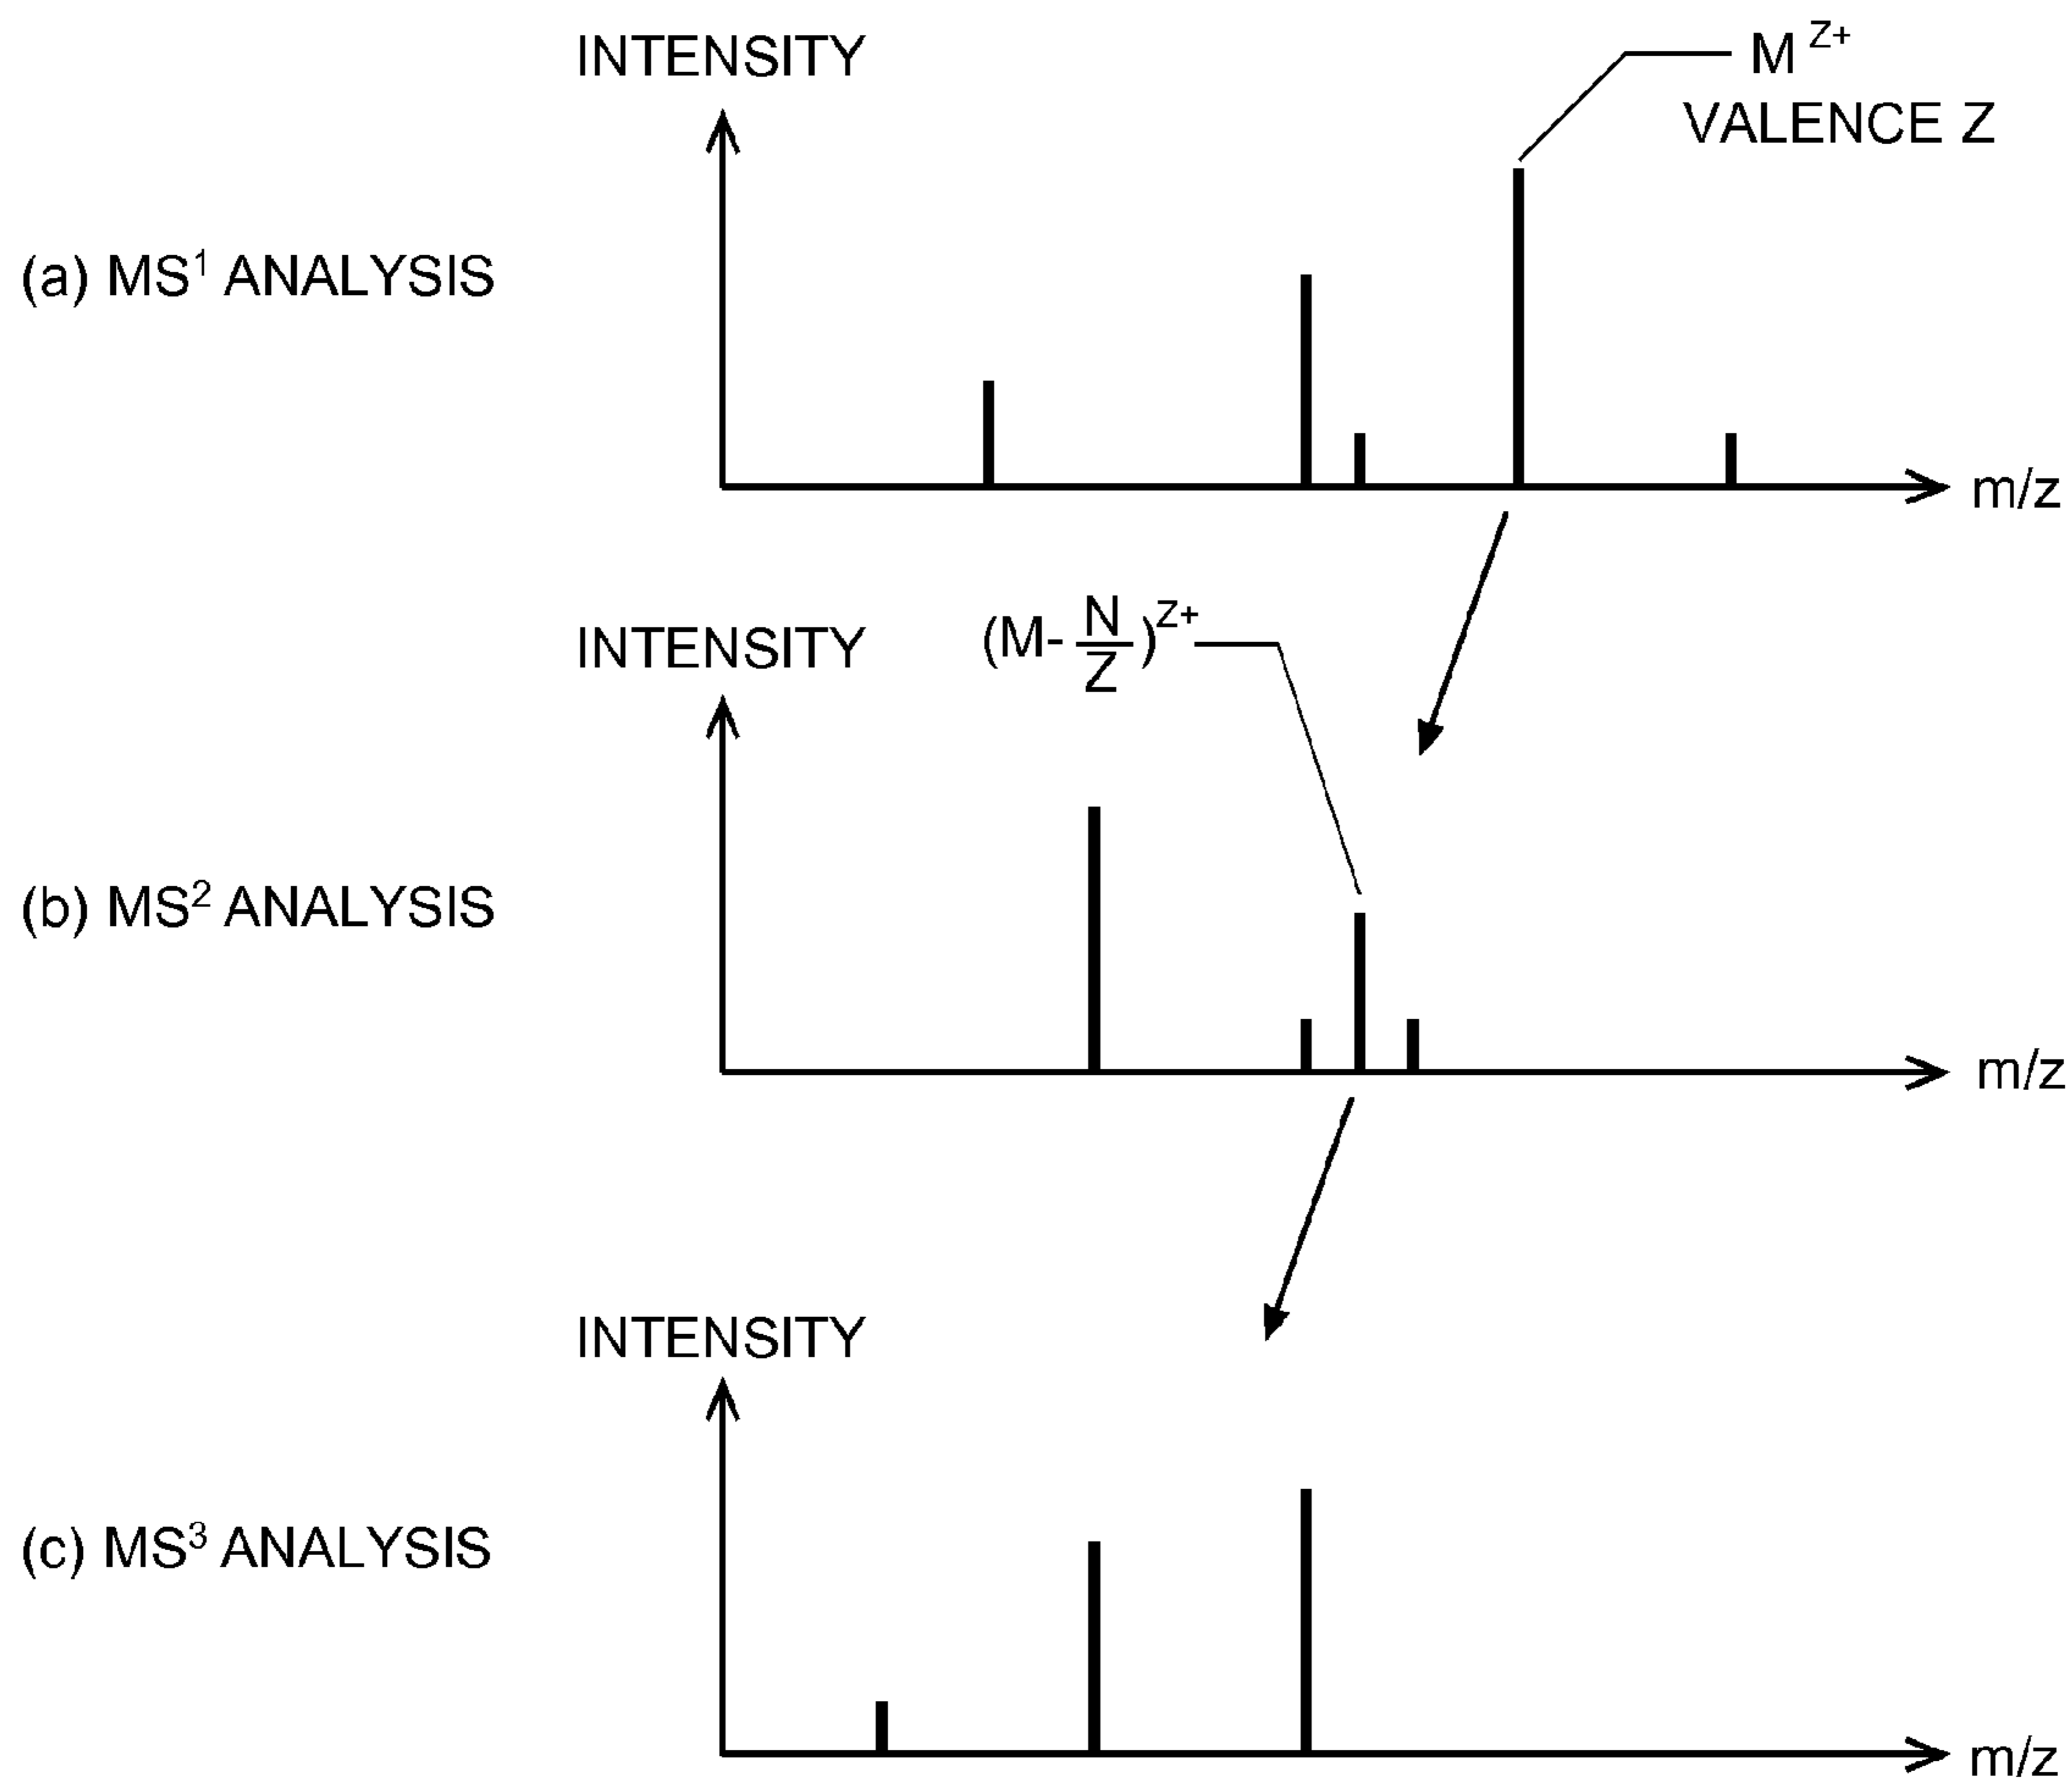 INTENSITY
M^Z+
VALENCE Z
(a) MS¹ ANALYSIS
m/z
INTENSITY
(M- N/Z )^Z+
(b) MS² ANALYSIS
m/z
INTENSITY
(c) MS³ ANALYSIS
m/z